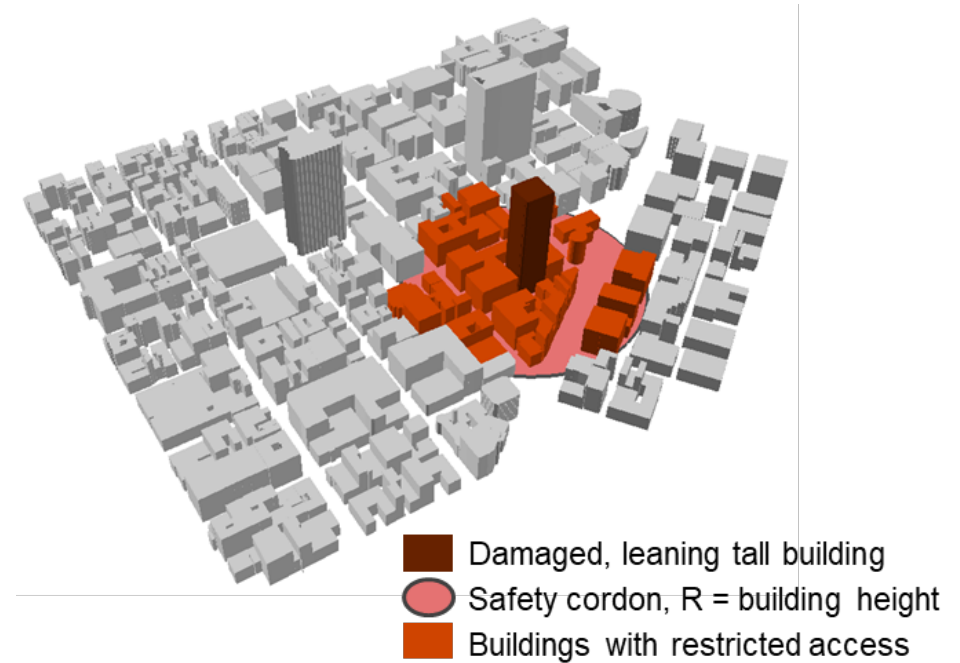 Damaged, leaning tall building
Safety cordon, R = building height
Buildings with restricted access